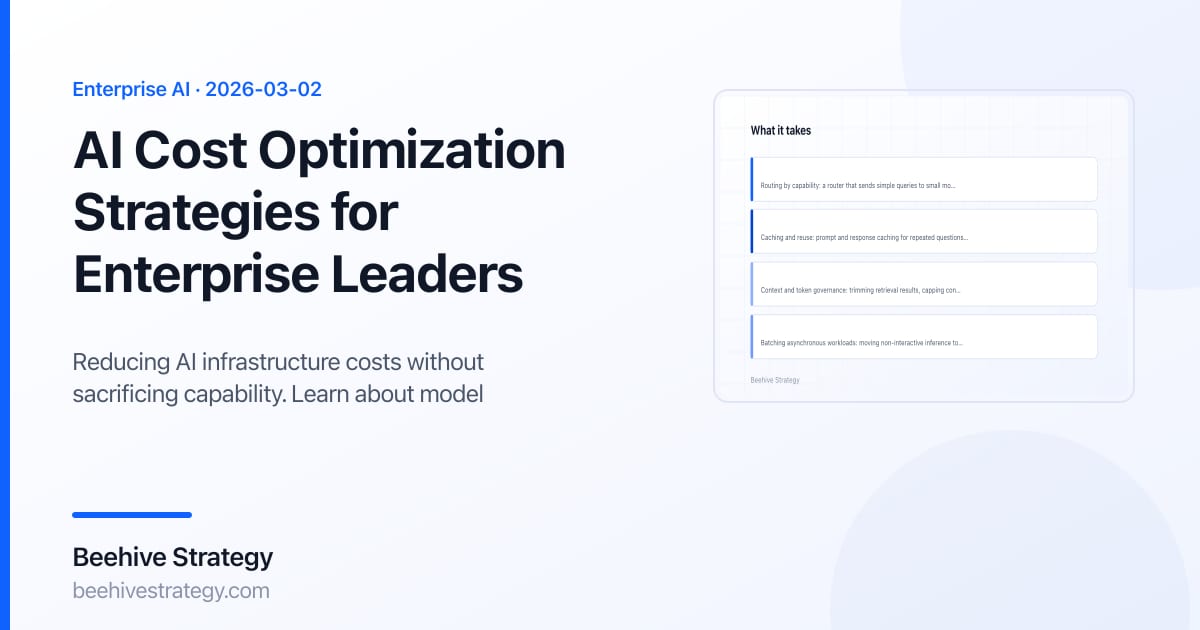 Enterprise AI · 2026-03-02
AI Cost Optimization
Strategies for
Enterprise Leaders
Reducing AI infrastructure costs without
sacrificing capability. Learn about model
Beehive Strategy
beehivestrategy.com
What it takes
Routing by capability: a router that sends simple queries to small mo...
Caching and reuse: prompt and response caching for repeated questions...
Context and token governance: trimming retrieval results, capping con...
Batching asynchronous workloads: moving non-interactive inference to...
Beehive Strategy